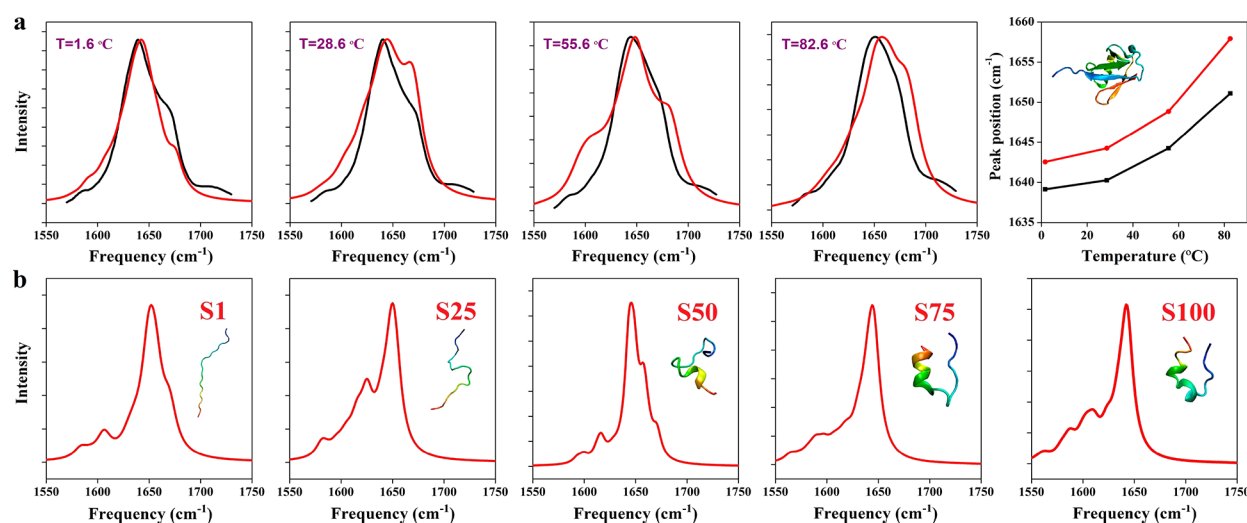 a
T=1.6 °C
T=28.6 °C
T=55.6 °C
T=82.6 °C
Intensity
1550 1600 1650 1700 1750
1550 1600 1650 1700 1750
1550 1600 1650 1700 1750
1550 1600 1650 1700 1750
Frequency (cm⁻¹)
Frequency (cm⁻¹)
Frequency (cm⁻¹)
Frequency (cm⁻¹)
Peak position (cm⁻¹)
1660
1655
1650
1645
1640
1635
0 20 40 60 80
Temperature (°C)
b
S1
S25
S50
S75
S100
Intensity
1550 1600 1650 1700 1750
1550 1600 1650 1700 1750
1550 1600 1650 1700 1750
1550 1600 1650 1700 1750
1550 1600 1650 1700 1750
Frequency (cm⁻¹)
Frequency (cm⁻¹)
Frequency (cm⁻¹)
Frequency (cm⁻¹)
Frequency (cm⁻¹)